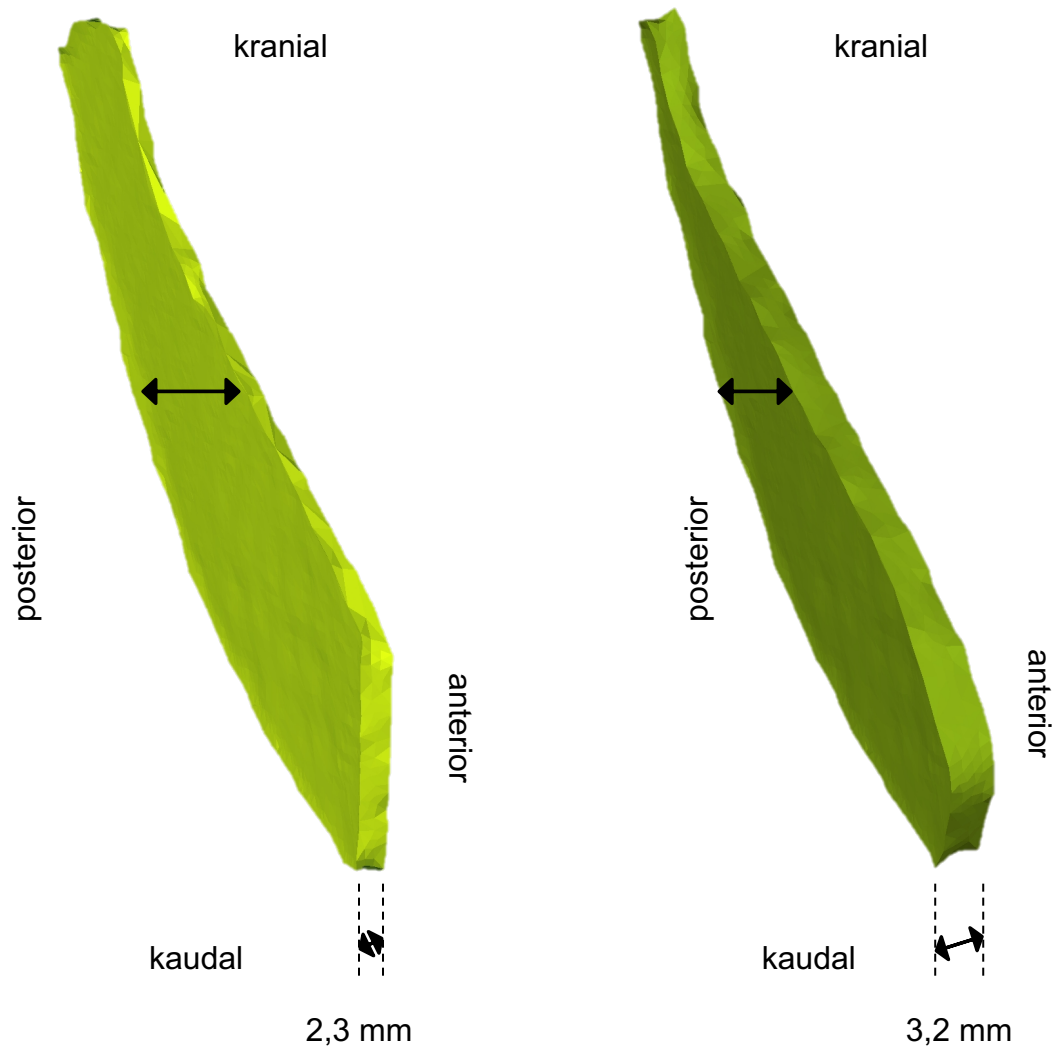 kranial
posterior
anterior
kaudal
2,3 mm
kranial
posterior
anterior
kaudal
3,2 mm